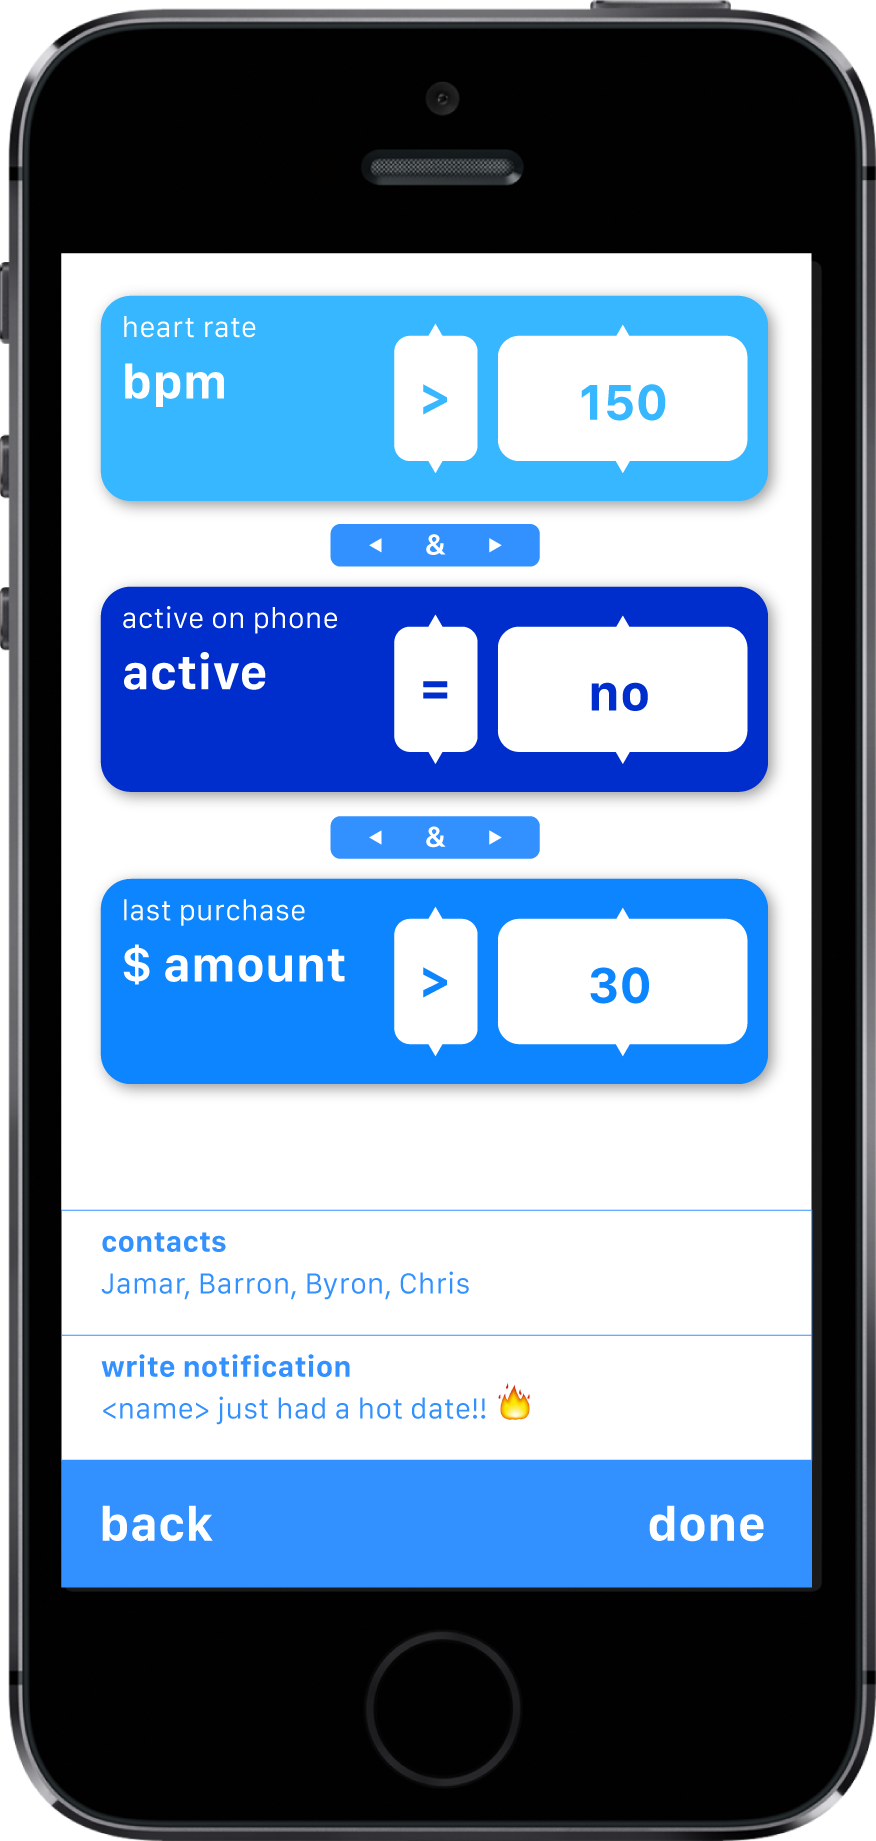 heart rate
bpm
>
150
&
active on phone
active
=
no
&
last purchase
$ amount
>
30
contacts
Jamar, Barron, Byron, Chris
write notification
<name> just had a hot date!! 🔥
back
done